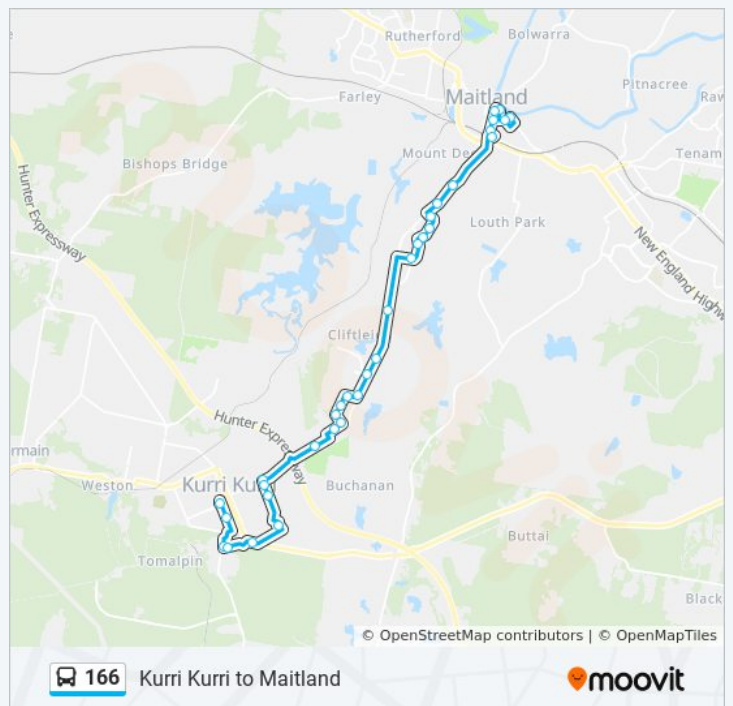 Rutherford
Bolwarra
Pitnacree
Farley
Maitland
Raw
Mount Dee
Tenam
Bishops Bridge
Hunter Expressway
Louth Park
New England Highw
Cliftlei
Hunter Expressway
rmain
Weston
Kurri Kurri
Buchanan
Buttai
Tomalpin
Black
© OpenStreetMap contributors | © OpenMapTiles
166 Kurri Kurri to Maitland
moovit